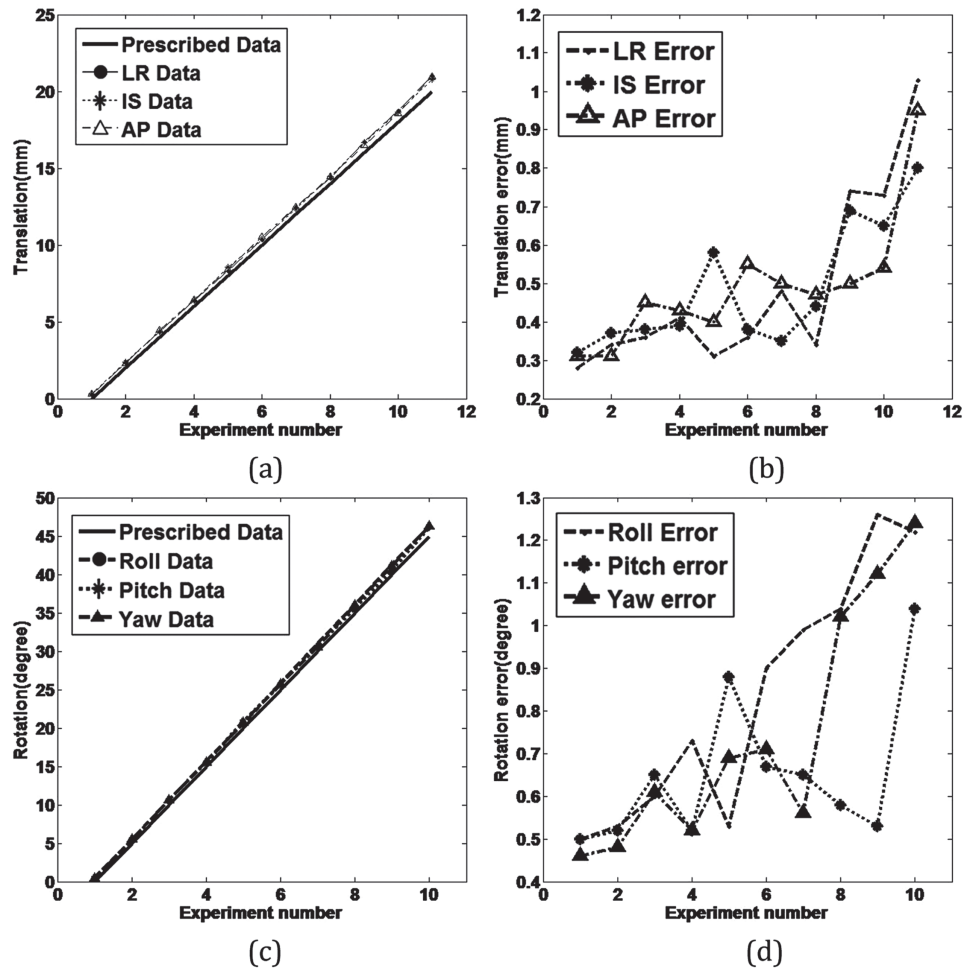 25
20
15
10
5
0
Translation(mm)
Prescribed Data
LR Data
IS Data
AP Data
0 2 4 6 8 10 12
Experiment number
(a)
1.2
1.1
1
0.9
0.8
0.7
0.6
0.5
0.4
0.3
0.2
Translation error(mm)
LR Error
IS Error
AP Error
0 2 4 6 8 10 12
Experiment number
(b)
50
45
40
35
30
25
20
15
10
5
0
Rotation(degree)
Prescribed Data
Roll Data
Pitch Data
Yaw Data
0 2 4 6 8 10
Experiment number
(c)
1.3
1.2
1.1
1
0.9
0.8
0.7
0.6
0.5
0.4
Rotation error(degree)
Roll Error
Pitch error
Yaw error
0 2 4 6 8 10
Experiment number
(d)